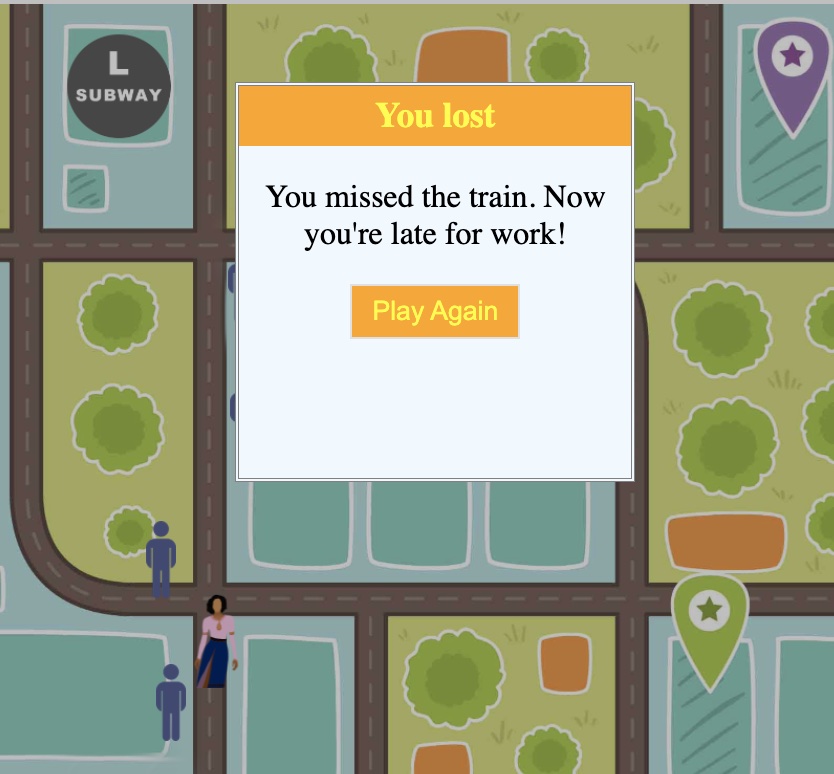 L
SUBWAY
You lost
You missed the train. Now
you're late for work!
Play Again